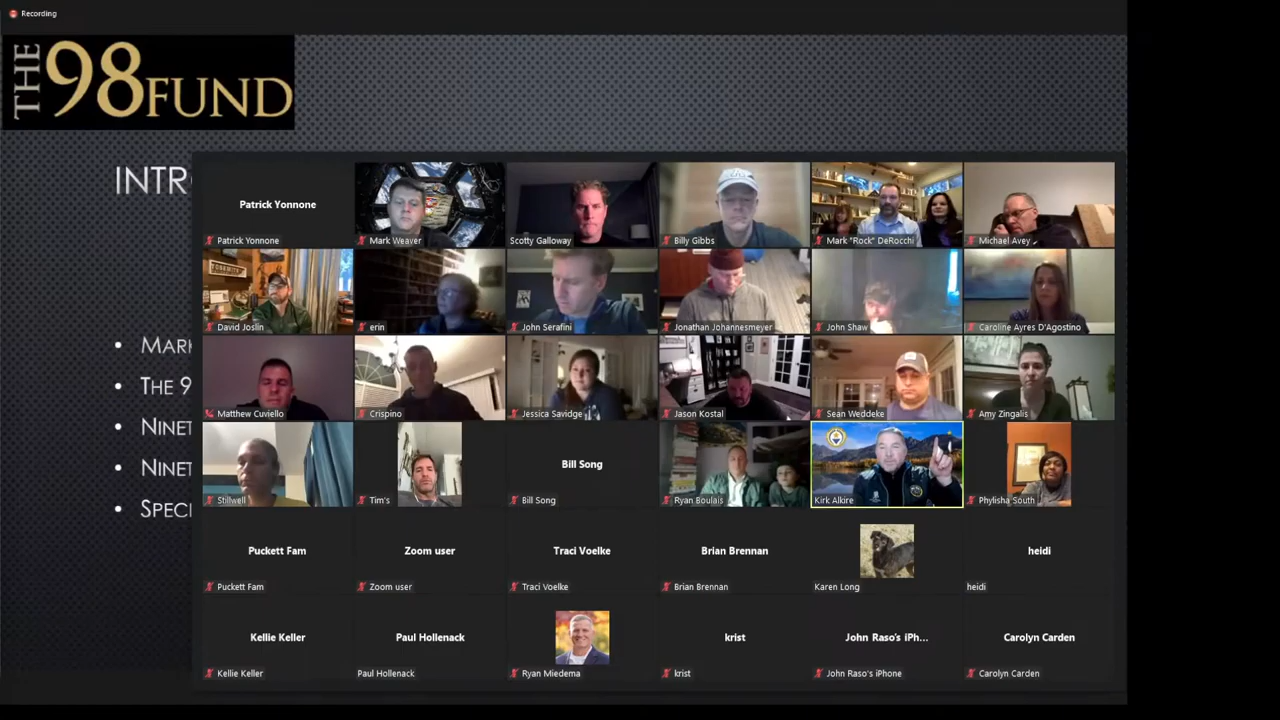 Recording
THE 98 FUND
INTR
MARK
THE 9
NINET
NINET
SPECI
Patrick Yonnone
Patrick Yonnone
Mark Weaver
Scotty Galloway
Billy Gibbs
Mark "Rock" DeRocchi
Michael Avey
YOSEMITE
David Joslin
erin
John Serafini
Jonathan Johannesmeyer
John Shaw
Caroline Ayres D'Agostino
Matthew Cuviello
Crispino
Jessica Savidge
Jason Kostal
Sean Weddeke
Amy Zingalis
Stillwell
Tim's
Bill Song
Bill Song
Ryan Boulais
Kirk Alkire
Phylisha South
Puckett Fam
Puckett Fam
Zoom user
Zoom user
Traci Voelke
Traci Voelke
Brian Brennan
Brian Brennan
Karen Long
heidi
heidi
Kellie Keller
Kellie Keller
Paul Hollenack
Paul Hollenack
Ryan Miedema
krist
krist
John Raso's iPh...
John Raso's iPhone
Carolyn Carden
Carolyn Carden